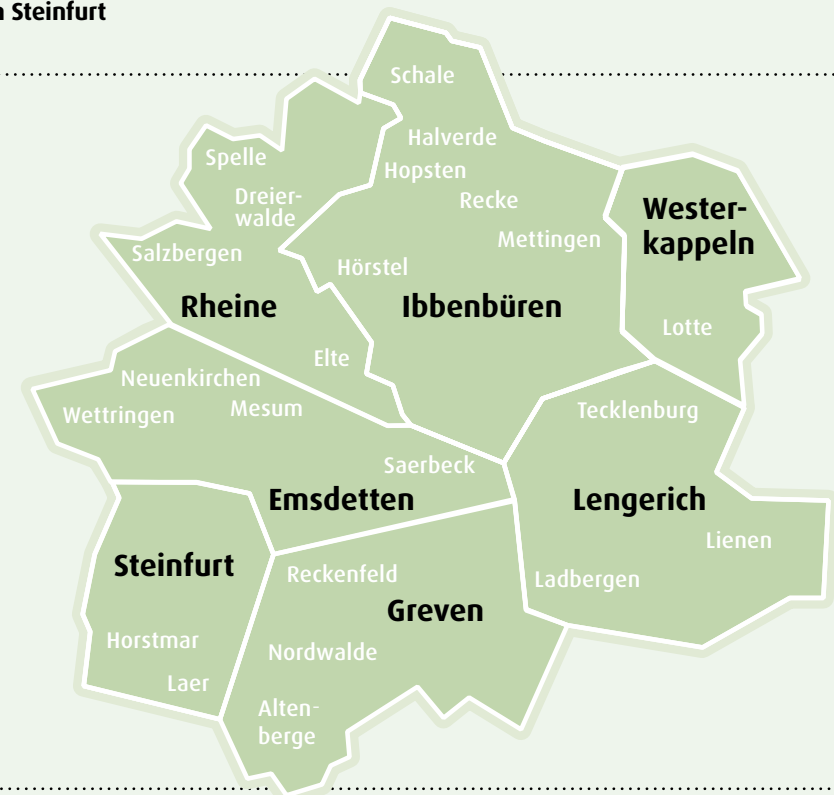 n Steinfurt
Schale
Halverde
Spelle
Hopsten
Dreier-
walde
Recke
Wester-
kappeln
Mettingen
Salzbergen
Hörstel
Rheine
Ibbenbüren
Lotte
Elte
Neuenkirchen
Mesum
Wettringen
Tecklenburg
Saerbeck
Emsdetten
Lengerich
Lienen
Steinfurt
Reckenfeld
Ladbergen
Greven
Horstmar
Nordwalde
Laer
Alten-
berge